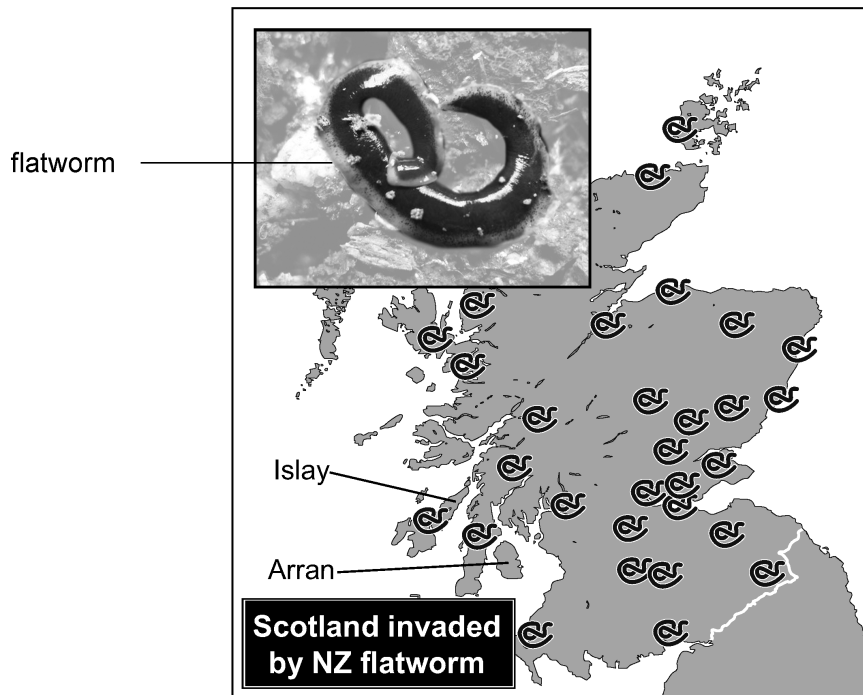 flatworm
Islay
Arran
Scotland invaded
by NZ flatworm